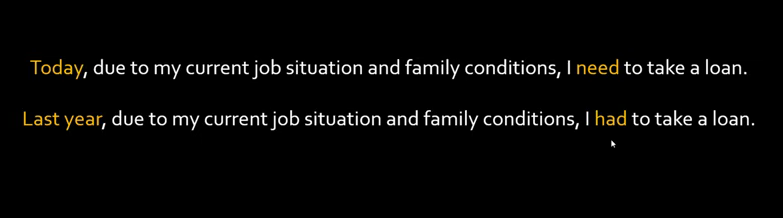 Today, due to my current job situation and family conditions, I need to take a loan.
Last year, due to my current job situation and family conditions, I had to take a loan.